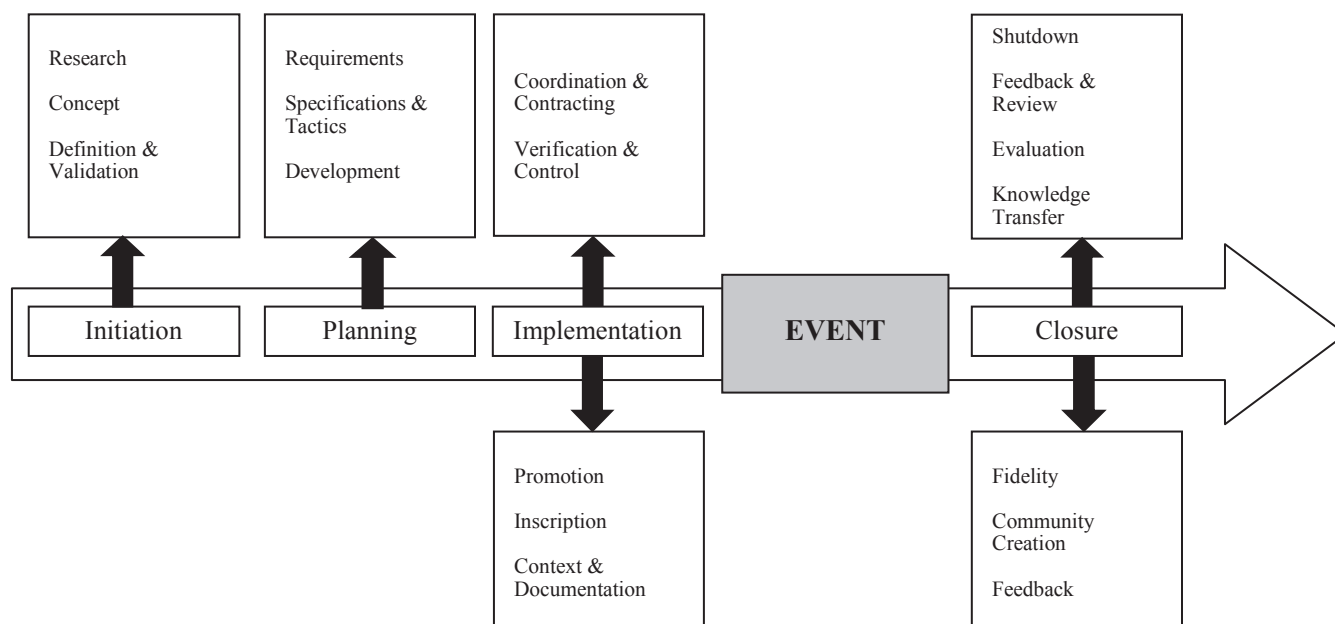 Research
Concept
Definition &
Validation
Requirements
Specifications &
Tactics
Development
Coordination &
Contracting
Verification &
Control
Shutdown
Feedback &
Review
Evaluation
Knowledge
Transfer
Initiation
Planning
Implementation
EVENT
Closure
Promotion
Inscription
Context &
Documentation
Fidelity
Community
Creation
Feedback